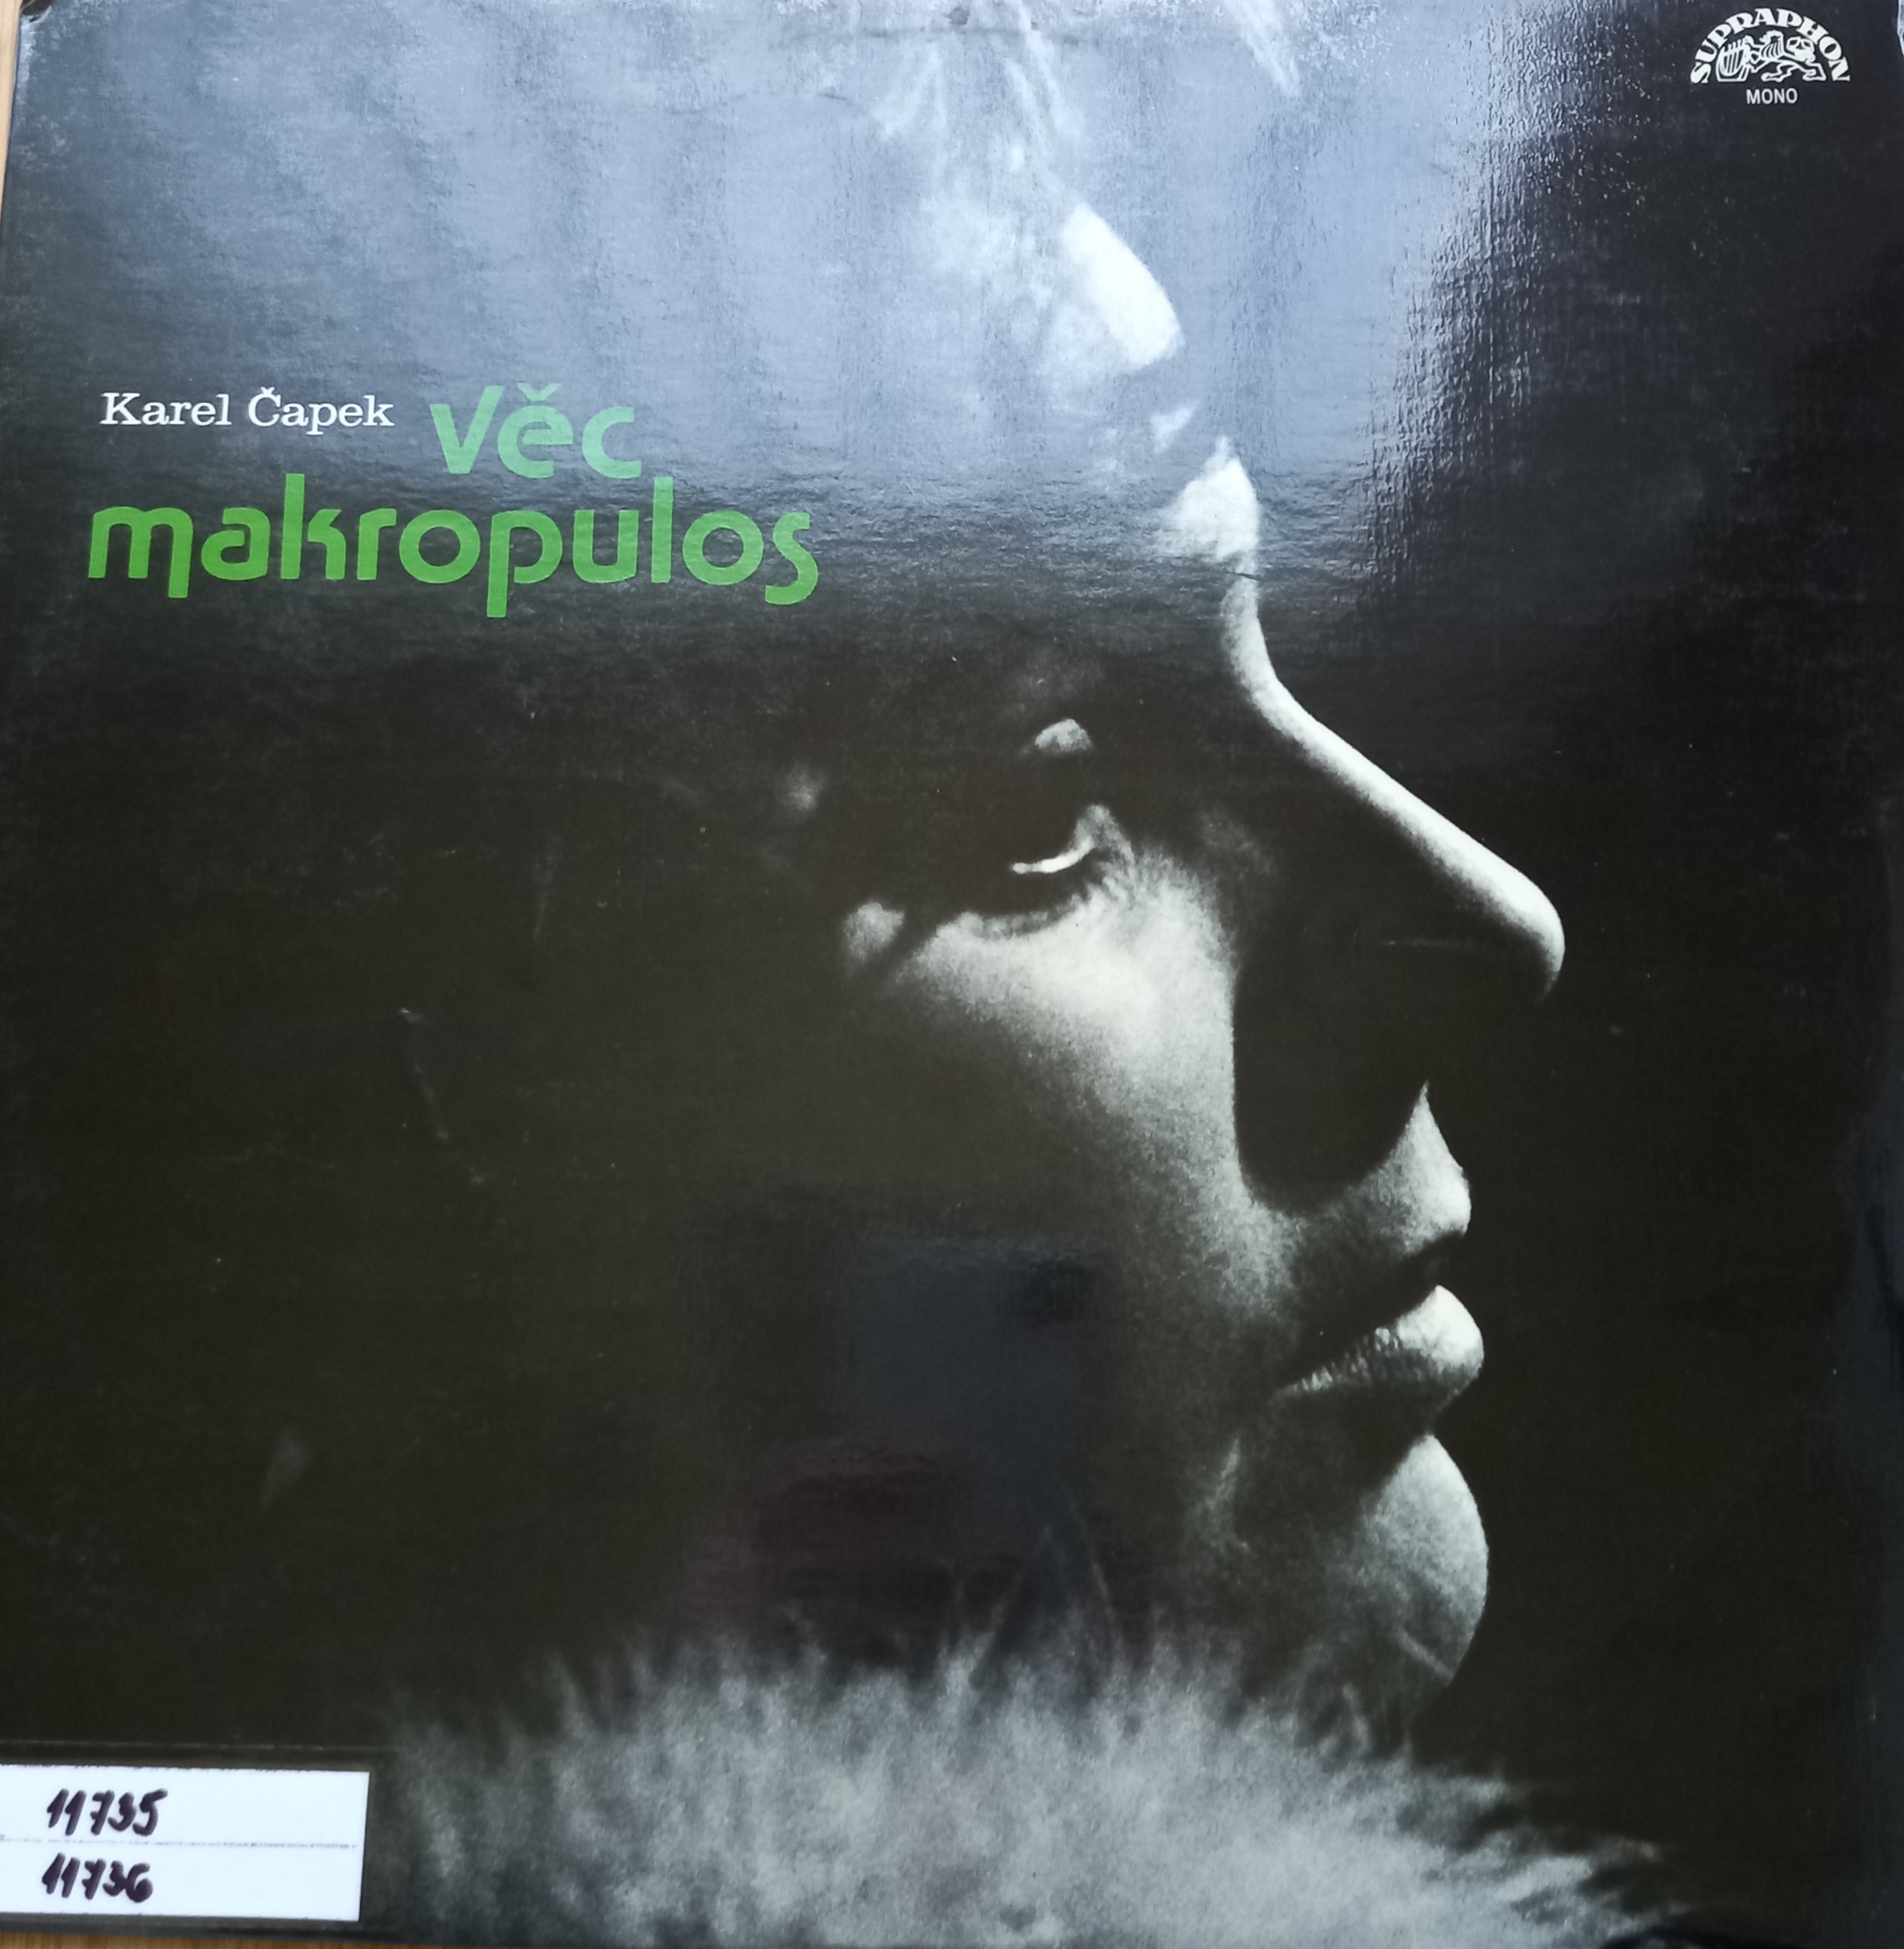 SUPRAPHON
MONO
Karel Čapek věc
makropulos
11735
11736